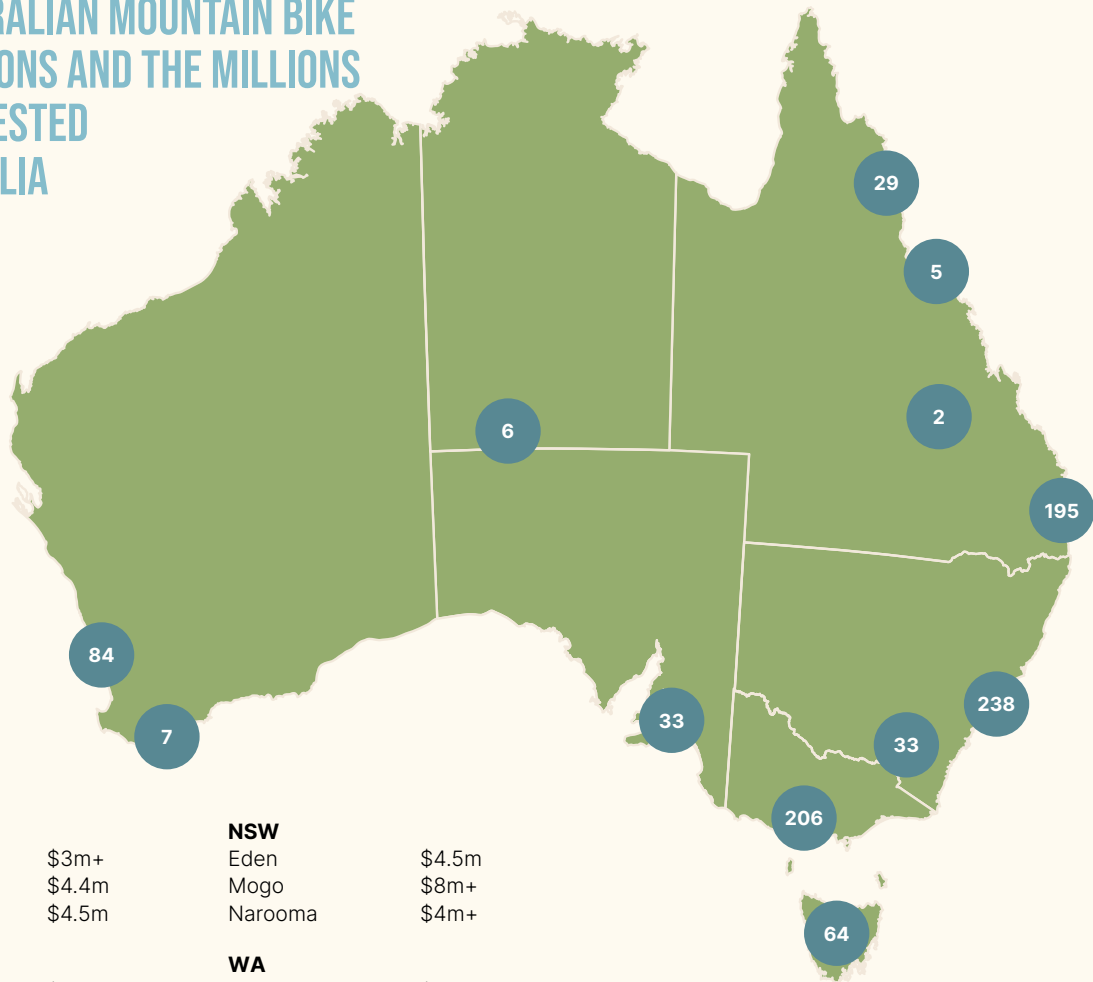 RALIAN MOUNTAIN BIKE
ONS AND THE MILLIONS
ESTED
LIA
29
5
2
6
195
84
7
33
238
33
206
64
$3m+
$4.4m
$4.5m
NSW
Eden $4.5m
Mogo $8m+
Narooma $4m+
WA